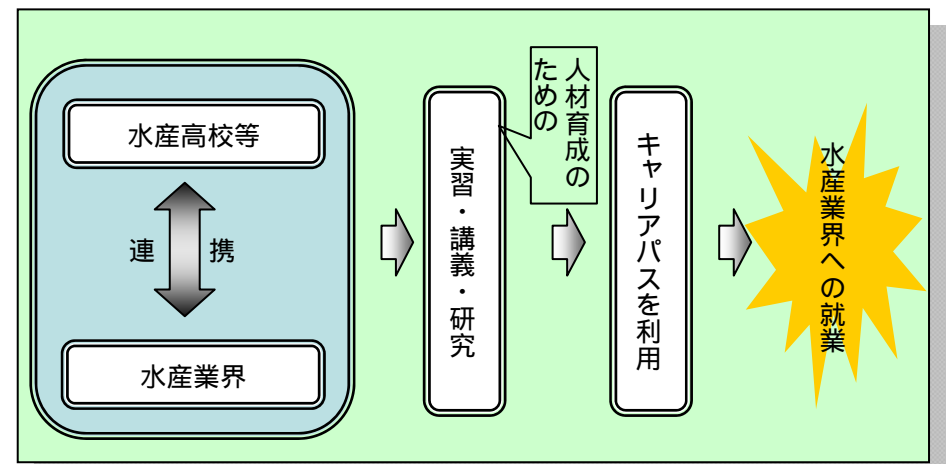 水産高校等
連 携
水産業界
実習・講義・研究
人材育成の
ための
キャリアパスを利用
水産業界への就業